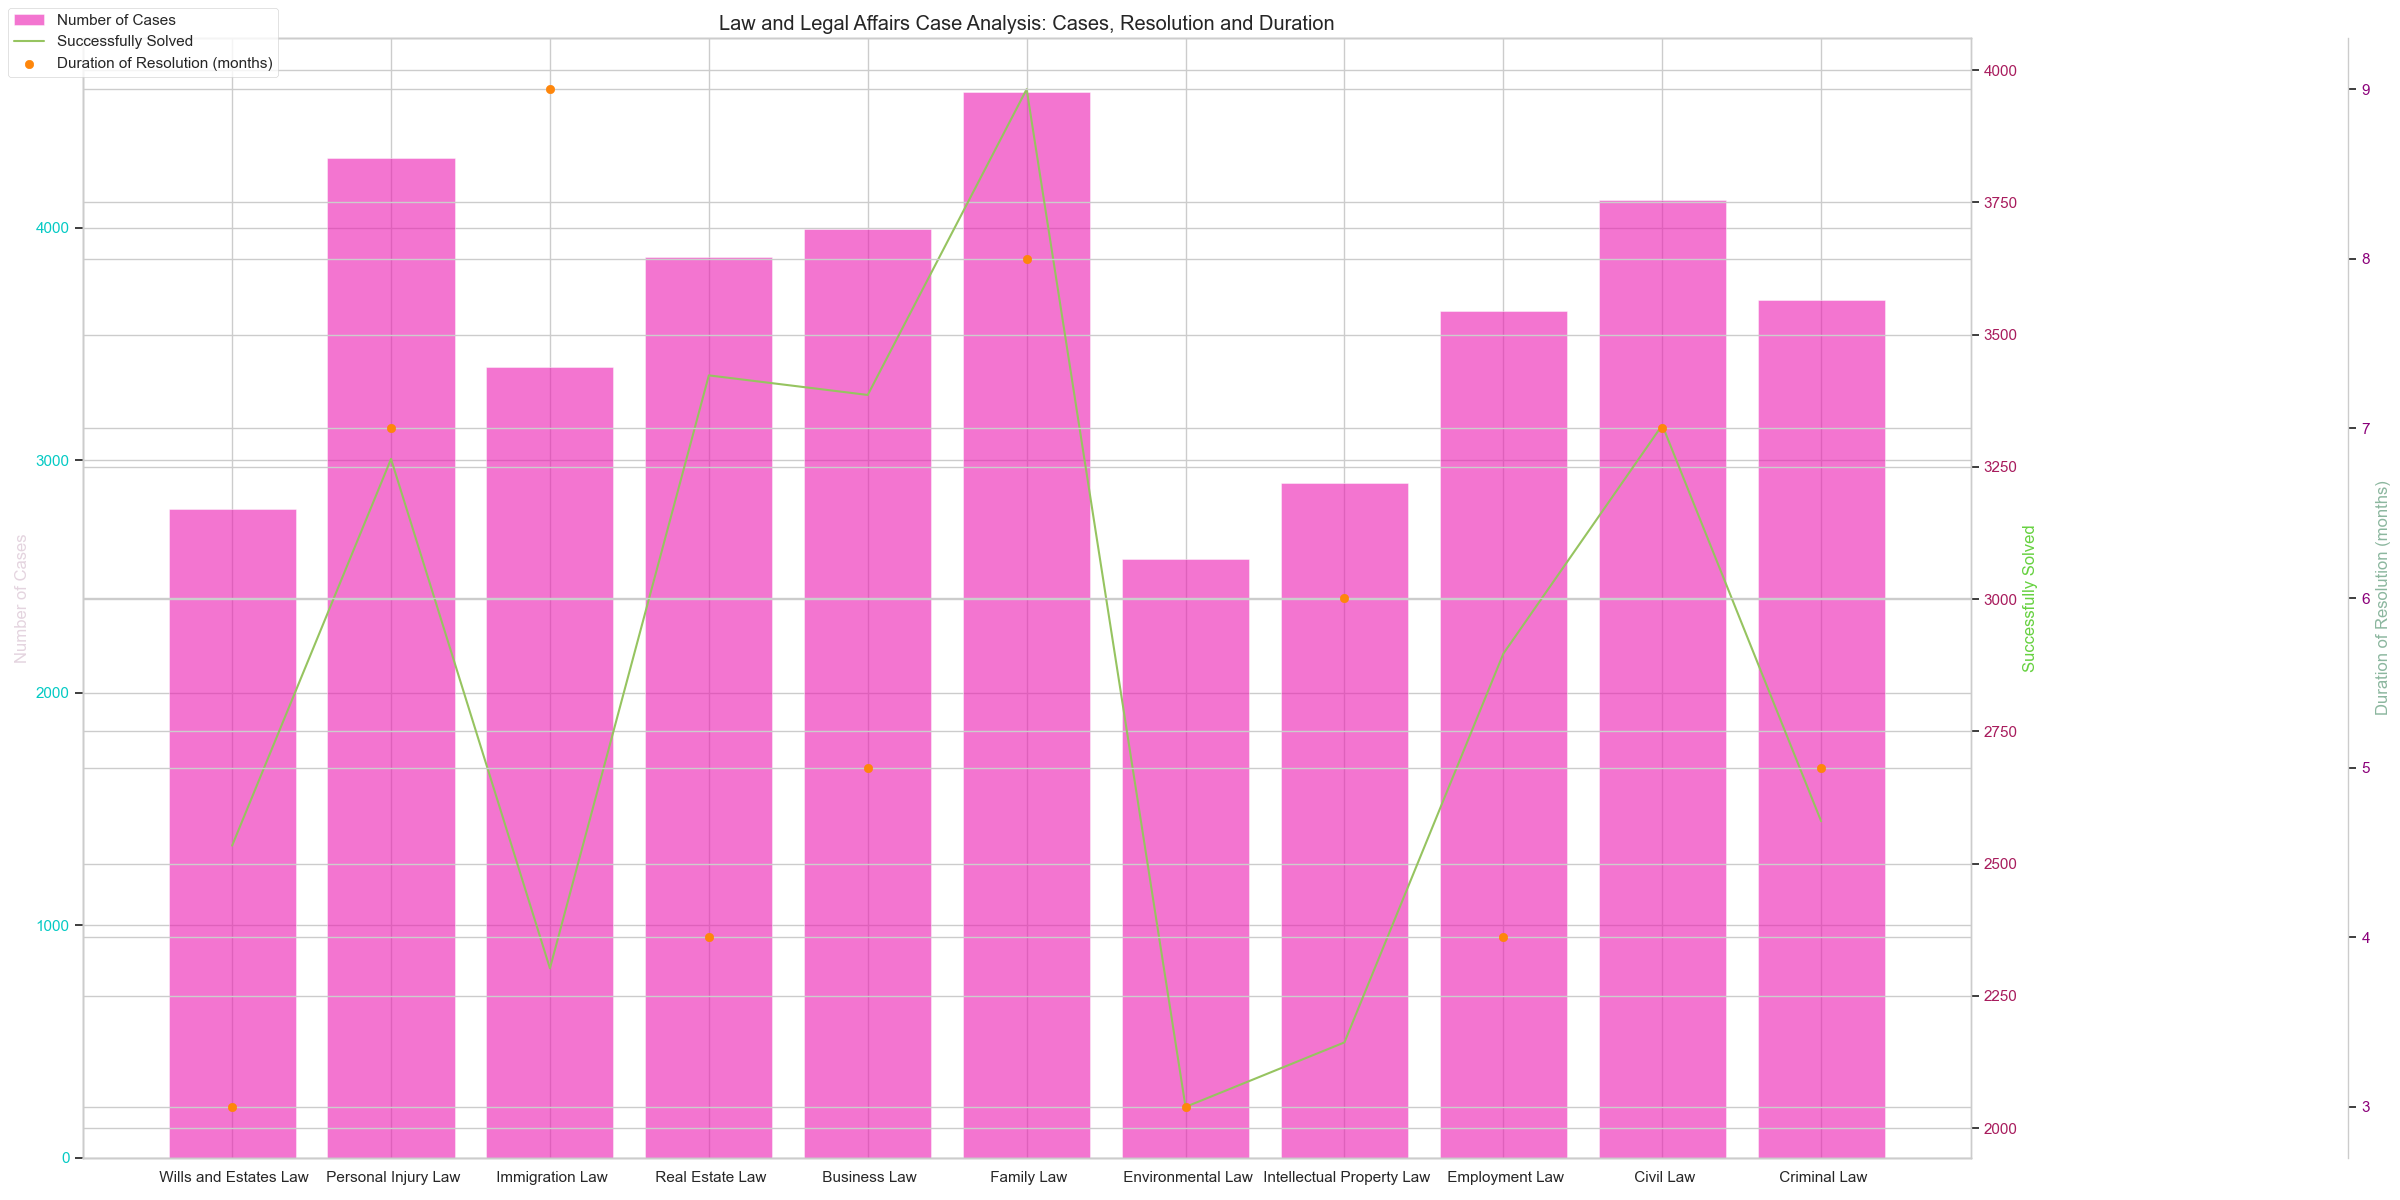 Law and Legal Affairs Case Analysis: Cases, Resolution and Duration
Number of Cases
Successfully Solved
Duration of Resolution (months)
Number of Cases
4000
3000
2000
1000
0
4000
3750
3500
3250
3000
2750
2500
2250
2000
Successfully Solved
9
8
7
6
5
4
3
Duration of Resolution (months)
Wills and Estates Law
Personal Injury Law
Immigration Law
Real Estate Law
Business Law
Family Law
Environmental Law
Intellectual Property Law
Employment Law
Civil Law
Criminal Law